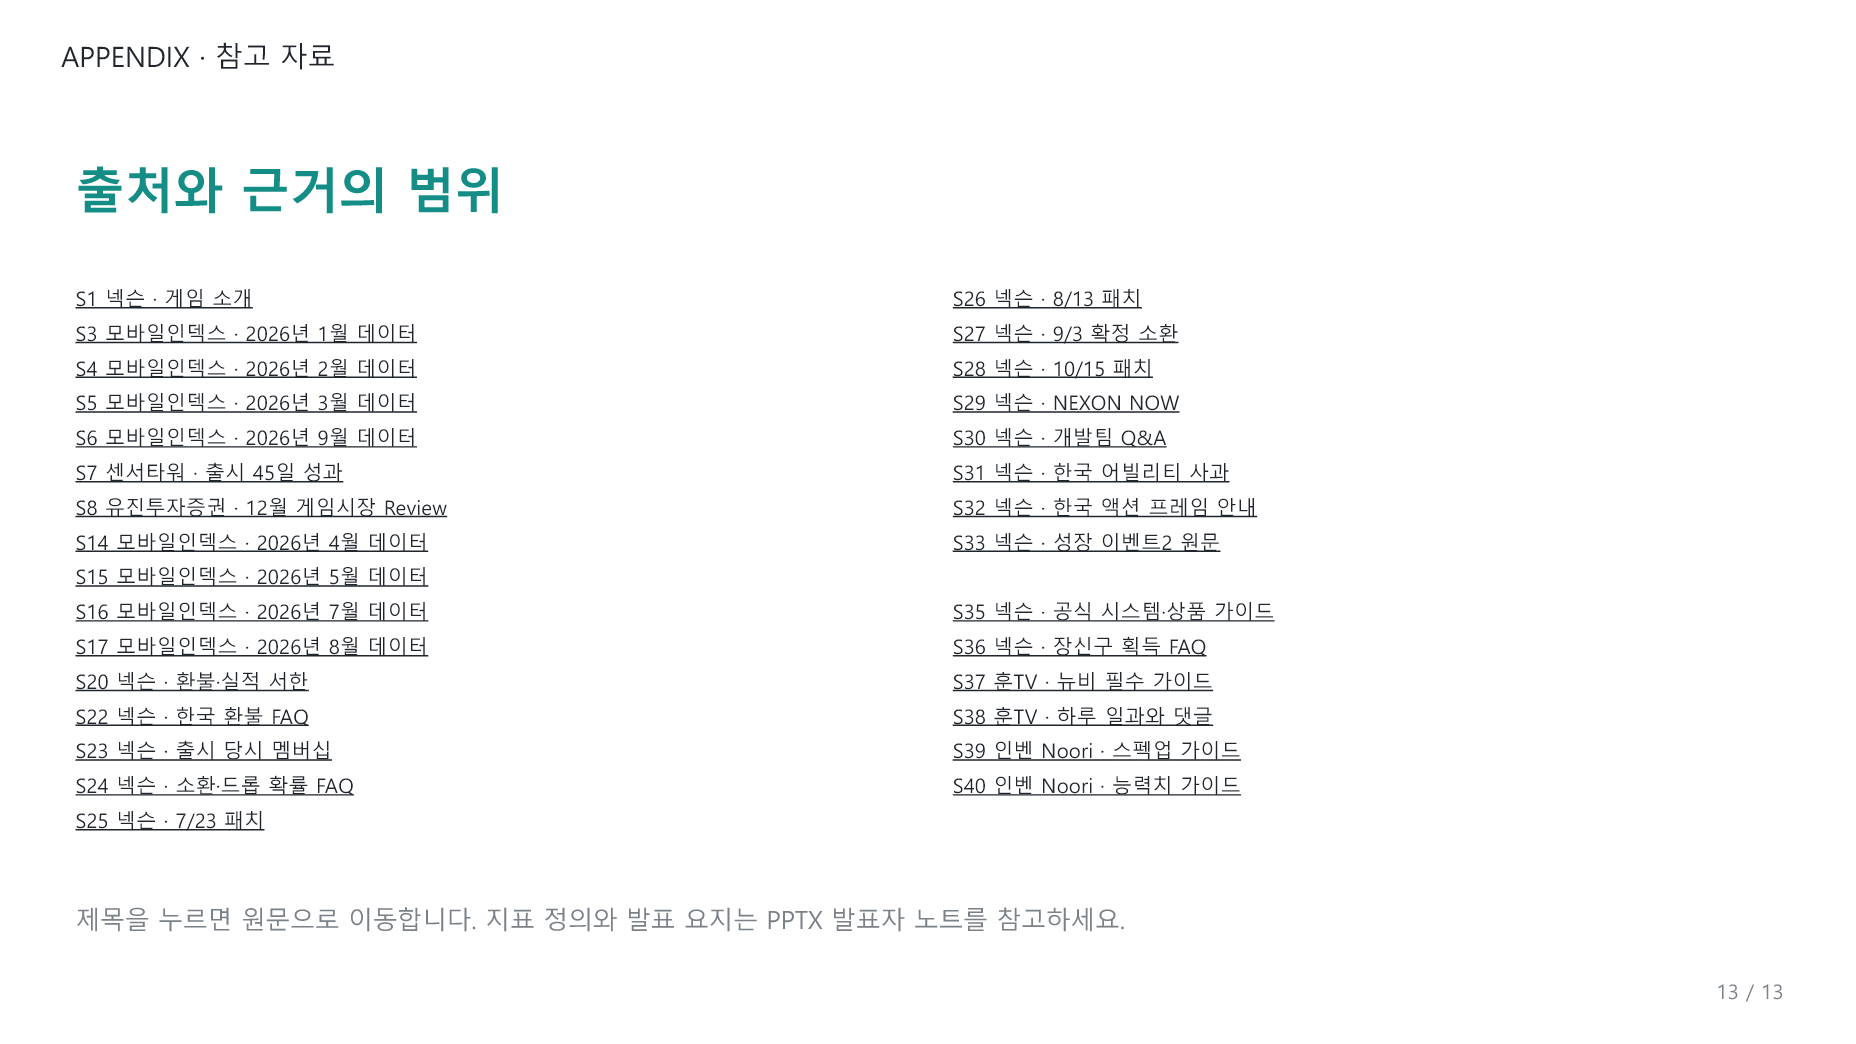 APPENDIX · 참고 자료
출처와 근거의 범위
S1 넥슨 · 게임 소개
S3 모바일인덱스 · 2026년 1월 데이터
S4 모바일인덱스 · 2026년 2월 데이터
S5 모바일인덱스 · 2026년 3월 데이터
S6 모바일인덱스 · 2026년 9월 데이터
S7 센서타워 · 출시 45일 성과
S8 유진투자증권 · 12월 게임시장 Review
S14 모바일인덱스 · 2026년 4월 데이터
S15 모바일인덱스 · 2026년 5월 데이터
S16 모바일인덱스 · 2026년 7월 데이터
S17 모바일인덱스 · 2026년 8월 데이터
S20 넥슨 · 환불·실적 서한
S22 넥슨 · 한국 환불 FAQ
S23 넥슨 · 출시 당시 멤버십
S24 넥슨 · 소환·드롭 확률 FAQ
S25 넥슨 · 7/23 패치
S26 넥슨 · 8/13 패치
S27 넥슨 · 9/3 확정 소환
S28 넥슨 · 10/15 패치
S29 넥슨 · NEXON NOW
S30 넥슨 · 개발팀 Q&A
S31 넥슨 · 한국 어빌리티 사과
S32 넥슨 · 한국 액션 프레임 안내
S33 넥슨 · 성장 이벤트2 원문
S35 넥슨 · 공식 시스템·상품 가이드
S36 넥슨 · 장신구 획득 FAQ
S37 훈TV · 뉴비 필수 가이드
S38 훈TV · 하루 일과와 댓글
S39 인벤 Noori · 스펙업 가이드
S40 인벤 Noori · 능력치 가이드
제목을 누르면 원문으로 이동합니다. 지표 정의와 발표 요지는 PPTX 발표자 노트를 참고하세요.
13 / 13